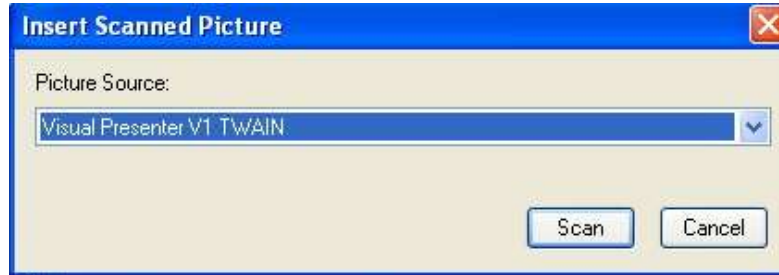 Insert Scanned Picture
Picture Source:
Visual Presenter V1 TWAIN
Scan Cancel